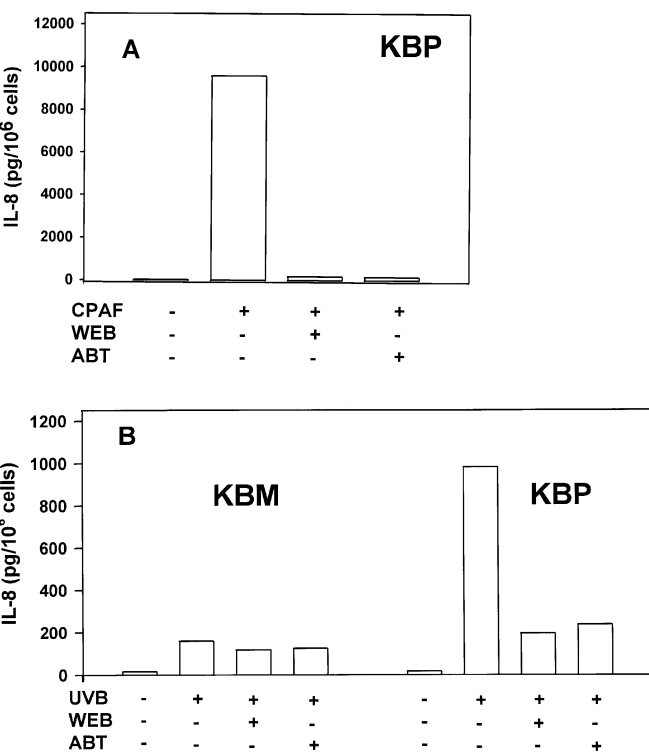 A KBP
12000
10000
8000
6000
4000
2000
0
IL-8 (pg/10⁶ cells)
CPAF - + + +
WEB - - + -
ABT - - - +
B
KBM KBP
1200
1000
800
600
400
200
0
IL-8 (pg/10⁶ cells)
UVB - + + + - + + +
WEB - - + - - - + -
ABT - - - + - - - +